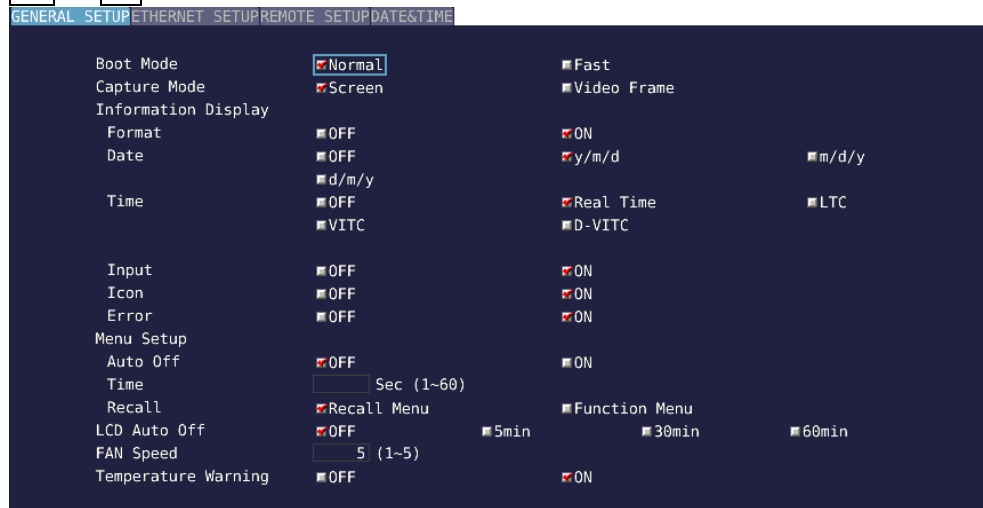 GENERAL SETUP ETHERNET SETUP REMOTE SETUP DATE&TIME
Boot Mode Normal Fast
Capture Mode Screen Video Frame
Information Display
Format OFF ON
Date OFF y/m/d m/d/y
d/m/y
Time OFF Real Time LTC
VITC D-VITC
Input OFF ON
Icon OFF ON
Error OFF ON
Menu Setup
Auto Off OFF ON
Time Sec (1~60)
Recall Recall Menu Function Menu
LCD Auto Off OFF 5min 30min 60min
FAN Speed 5 (1~5)
Temperature Warning OFF ON